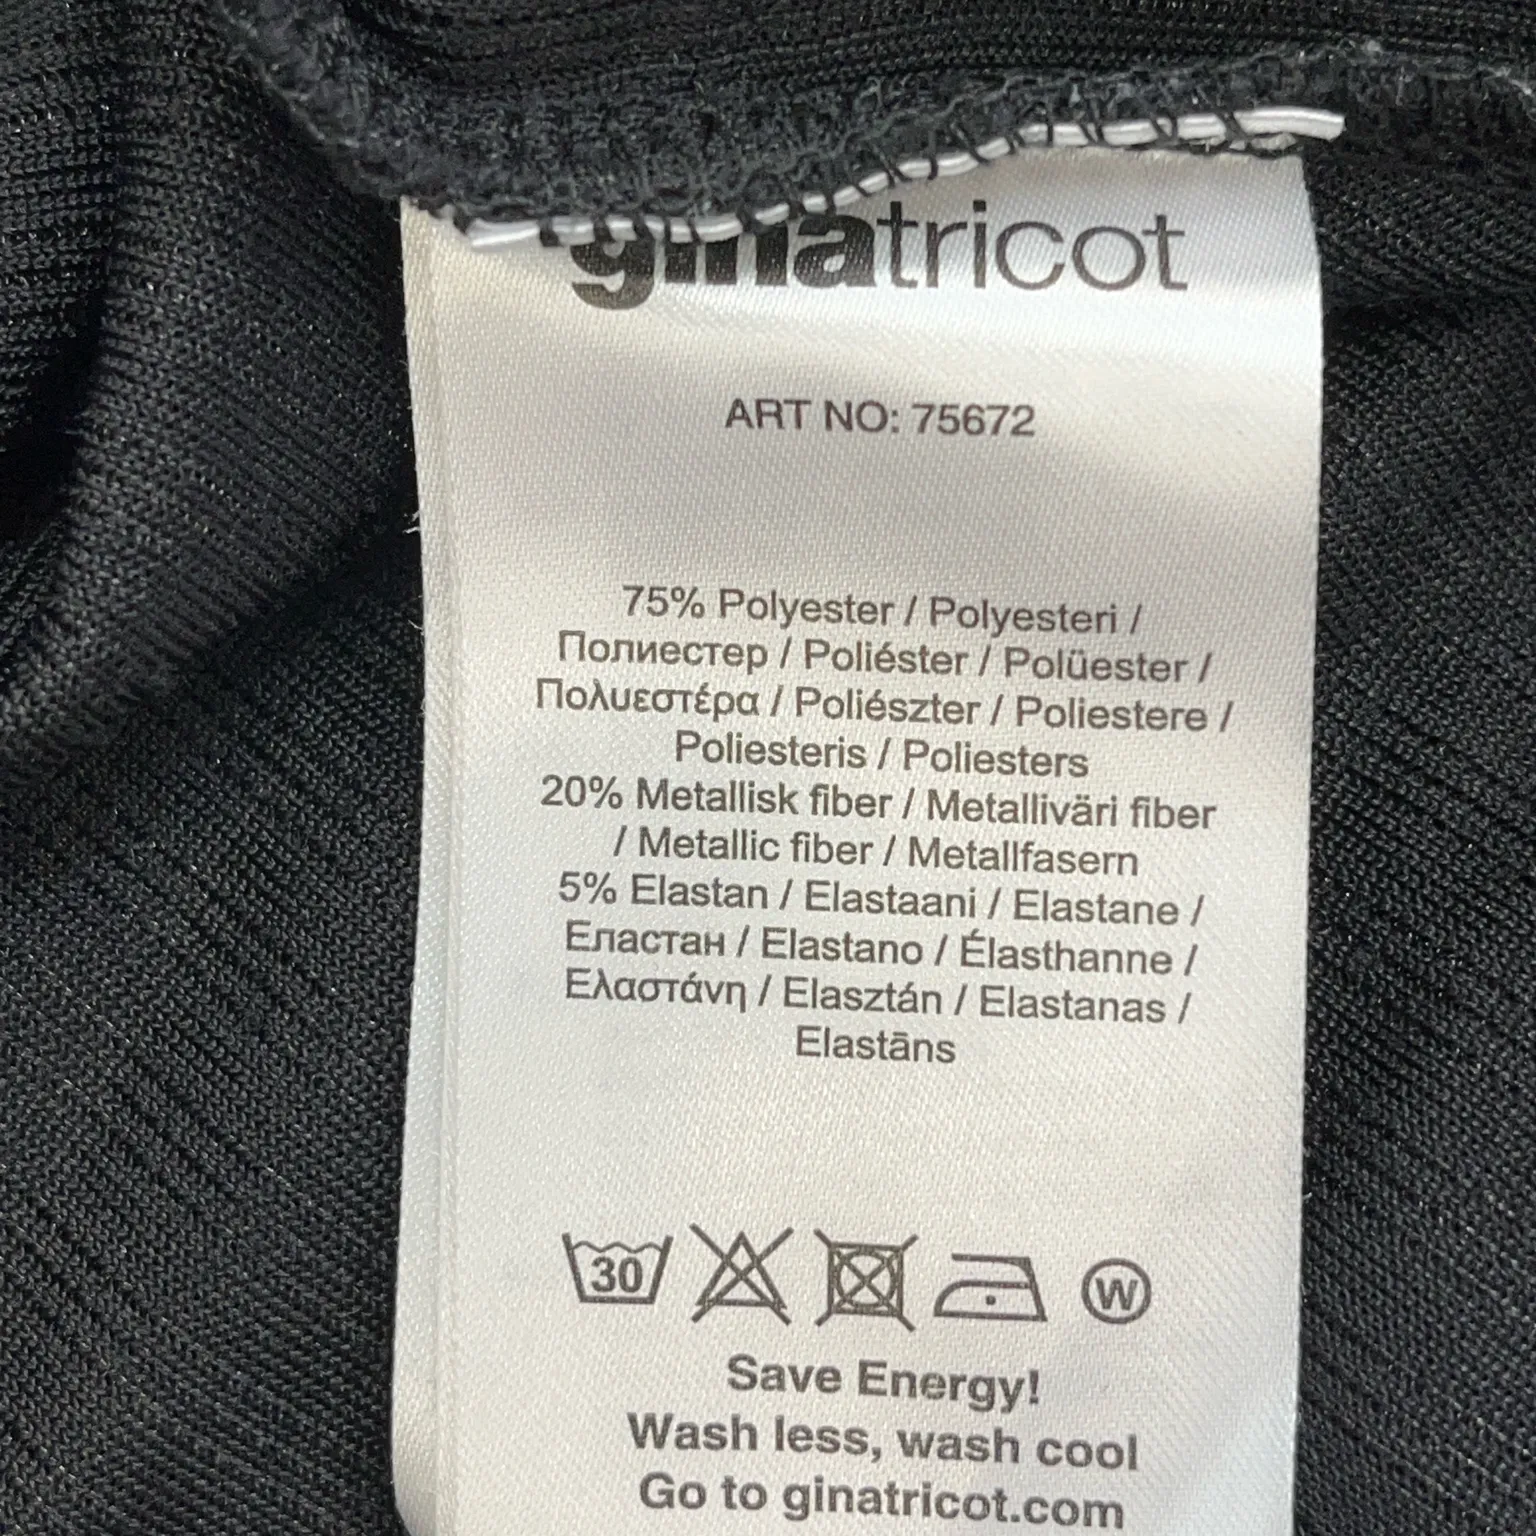 ginatricot
ART NO: 75672
75% Polyester / Polyesteri /
Полиестер / Poliéster / Polüester /
Πολυεστέρα / Poliészter / Poliestere /
Poliesteris / Poliesters
20% Metallisk fiber / Metalliväri fiber
/ Metallic fiber / Metallfasern
5% Elastan / Elastaani / Elastane /
Еластан / Elastano / Élasthanne /
Ελαστάνη / Elasztán / Elastanas /
Elastāns
30 W
Save Energy!
Wash less, wash cool
Go to ginatricot.com